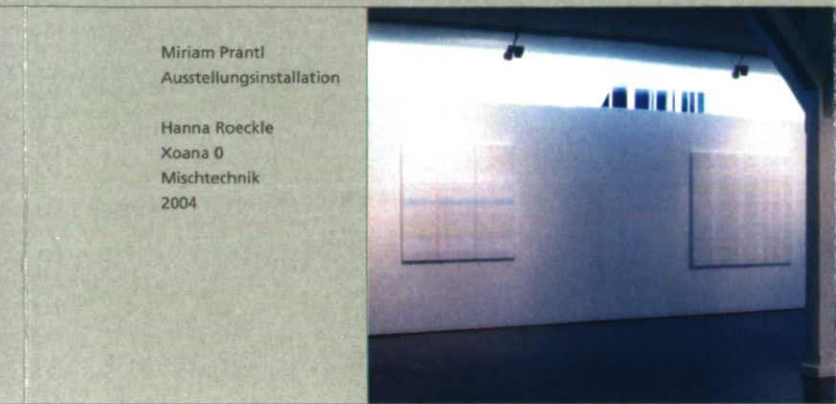 Miriam Prantl
Ausstellungsinstallation
Hanna Roeckle
Xoana 0
Mischtechnik
2004